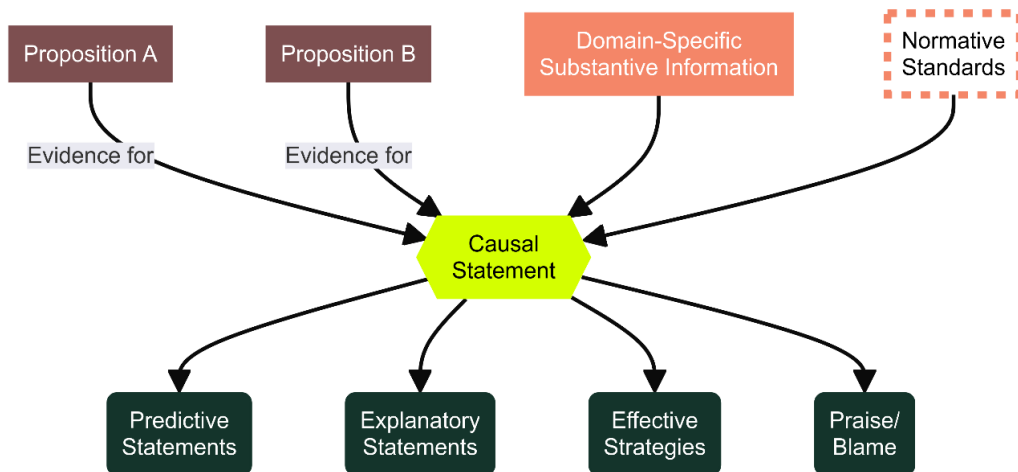 Proposition A
Proposition B
Domain-Specific
Substantive Information
Normative
Standards
Evidence for
Evidence for
Causal
Statement
Predictive
Statements
Explanatory
Statements
Effective
Strategies
Praise/
Blame